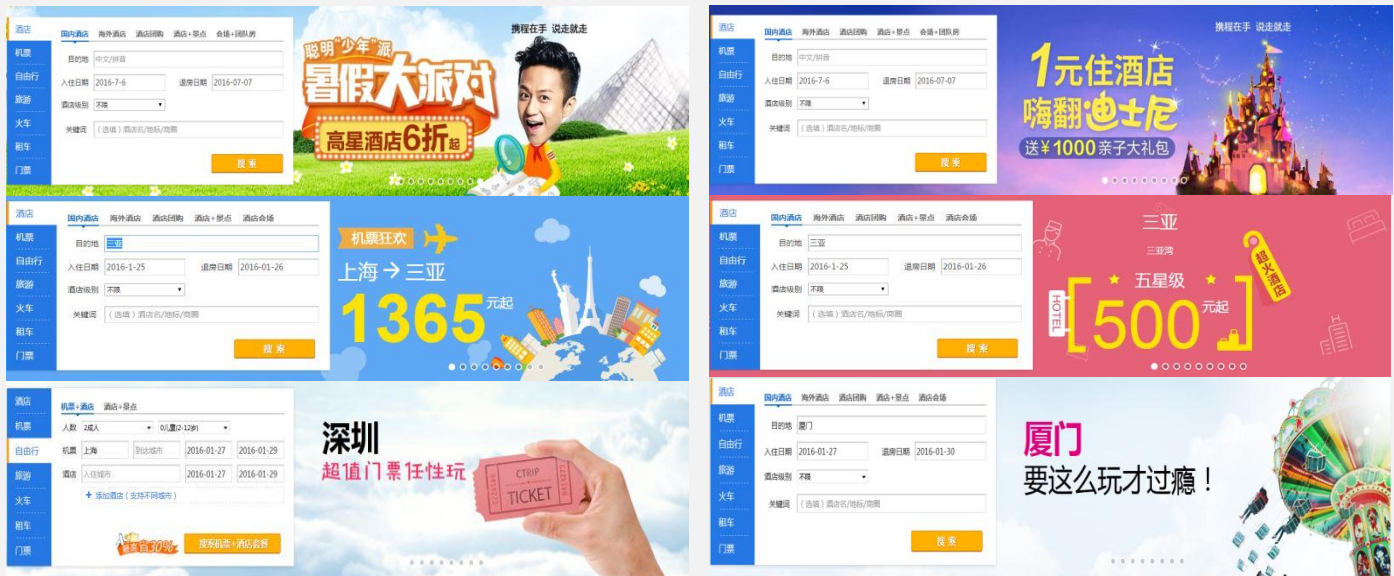 酒店
机票
自由行
旅游
火车
租车
门票
国内酒店 海外酒店 酒店团购 酒店+景点 会场+团队房
目的地 中文/拼音
入住日期 2016-7-6 退房日期 2016-07-07
酒店级别 不限
关键词 (选填)酒店名/地标/商圈
搜索
携程在手 说走就走
聪明"少年"派
暑假大派对
高星酒店6折起
酒店
机票
自由行
旅游
火车
租车
门票
国内酒店 海外酒店 酒店团购 酒店+景点 会场+团队房
目的地 中文/拼音
入住日期 2016-7-6 退房日期 2016-07-07
酒店级别 不限
关键词 (选填)酒店名/地标/商圈
搜索
携程在手 说走就走
1元住酒店
嗨翻迪士尼
送¥1000亲子大礼包
酒店
机票
自由行
旅游
火车
租车
门票
国内酒店 海外酒店 酒店团购 酒店+景点 酒店会场
目的地 三亚
入住日期 2016-1-25 退房日期 2016-01-26
酒店级别 不限
关键词 (选填)酒店名/地标/商圈
搜索
机票狂欢
上海→三亚
1365元起
酒店
机票
自由行
旅游
火车
租车
门票
国内酒店 海外酒店 酒店团购 酒店+景点 酒店会场
目的地 三亚
入住日期 2016-1-25 退房日期 2016-01-26
酒店级别 不限
关键词 (选填)酒店名/地标/商圈
搜索
三亚
三亚湾
五星级
HOTEL
500元起
超火酒店
酒店
机票
自由行
旅游
火车
租车
门票
机票+酒店 酒店+景点
人数 2成人 0儿童(2-12岁)
机票 上海 到达城市 2016-01-27 2016-01-29
酒店 入住城市 2016-01-27 2016-01-29
+ 添加酒店(支持不同城市)
最高省30%
搜索机票+酒店套餐
深圳
超值门票任性玩
CTRIP
TICKET
酒店
机票
自由行
旅游
火车
租车
门票
国内酒店 海外酒店 酒店团购 酒店+景点 酒店会场
目的地 厦门
入住日期 2016-01-27 退房日期 2016-01-30
酒店级别 不限
关键词 (选填)酒店名/地标/商圈
搜索
厦门
要这么玩才过瘾！